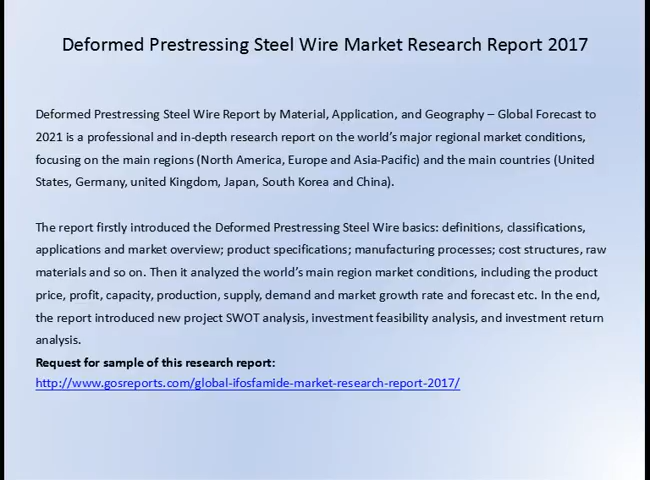 Deformed Prestressing Steel Wire Market Research Report 2017
Deformed Prestressing Steel Wire Report by Material, Application, and Geography – Global Forecast to
2021 is a professional and in-depth research report on the world's major regional market conditions,
focusing on the main regions (North America, Europe and Asia-Pacific) and the main countries (United
States, Germany, united Kingdom, Japan, South Korea and China).
The report firstly introduced the Deformed Prestressing Steel Wire basics: definitions, classifications,
applications and market overview; product specifications; manufacturing processes; cost structures, raw
materials and so on. Then it analyzed the world's main region market conditions, including the product
price, profit, capacity, production, supply, demand and market growth rate and forecast etc. In the end,
the report introduced new project SWOT analysis, investment feasibility analysis, and investment return
analysis.
Request for sample of this research report:
http://www.gosreports.com/global-ifosfamide-market-research-report-2017/